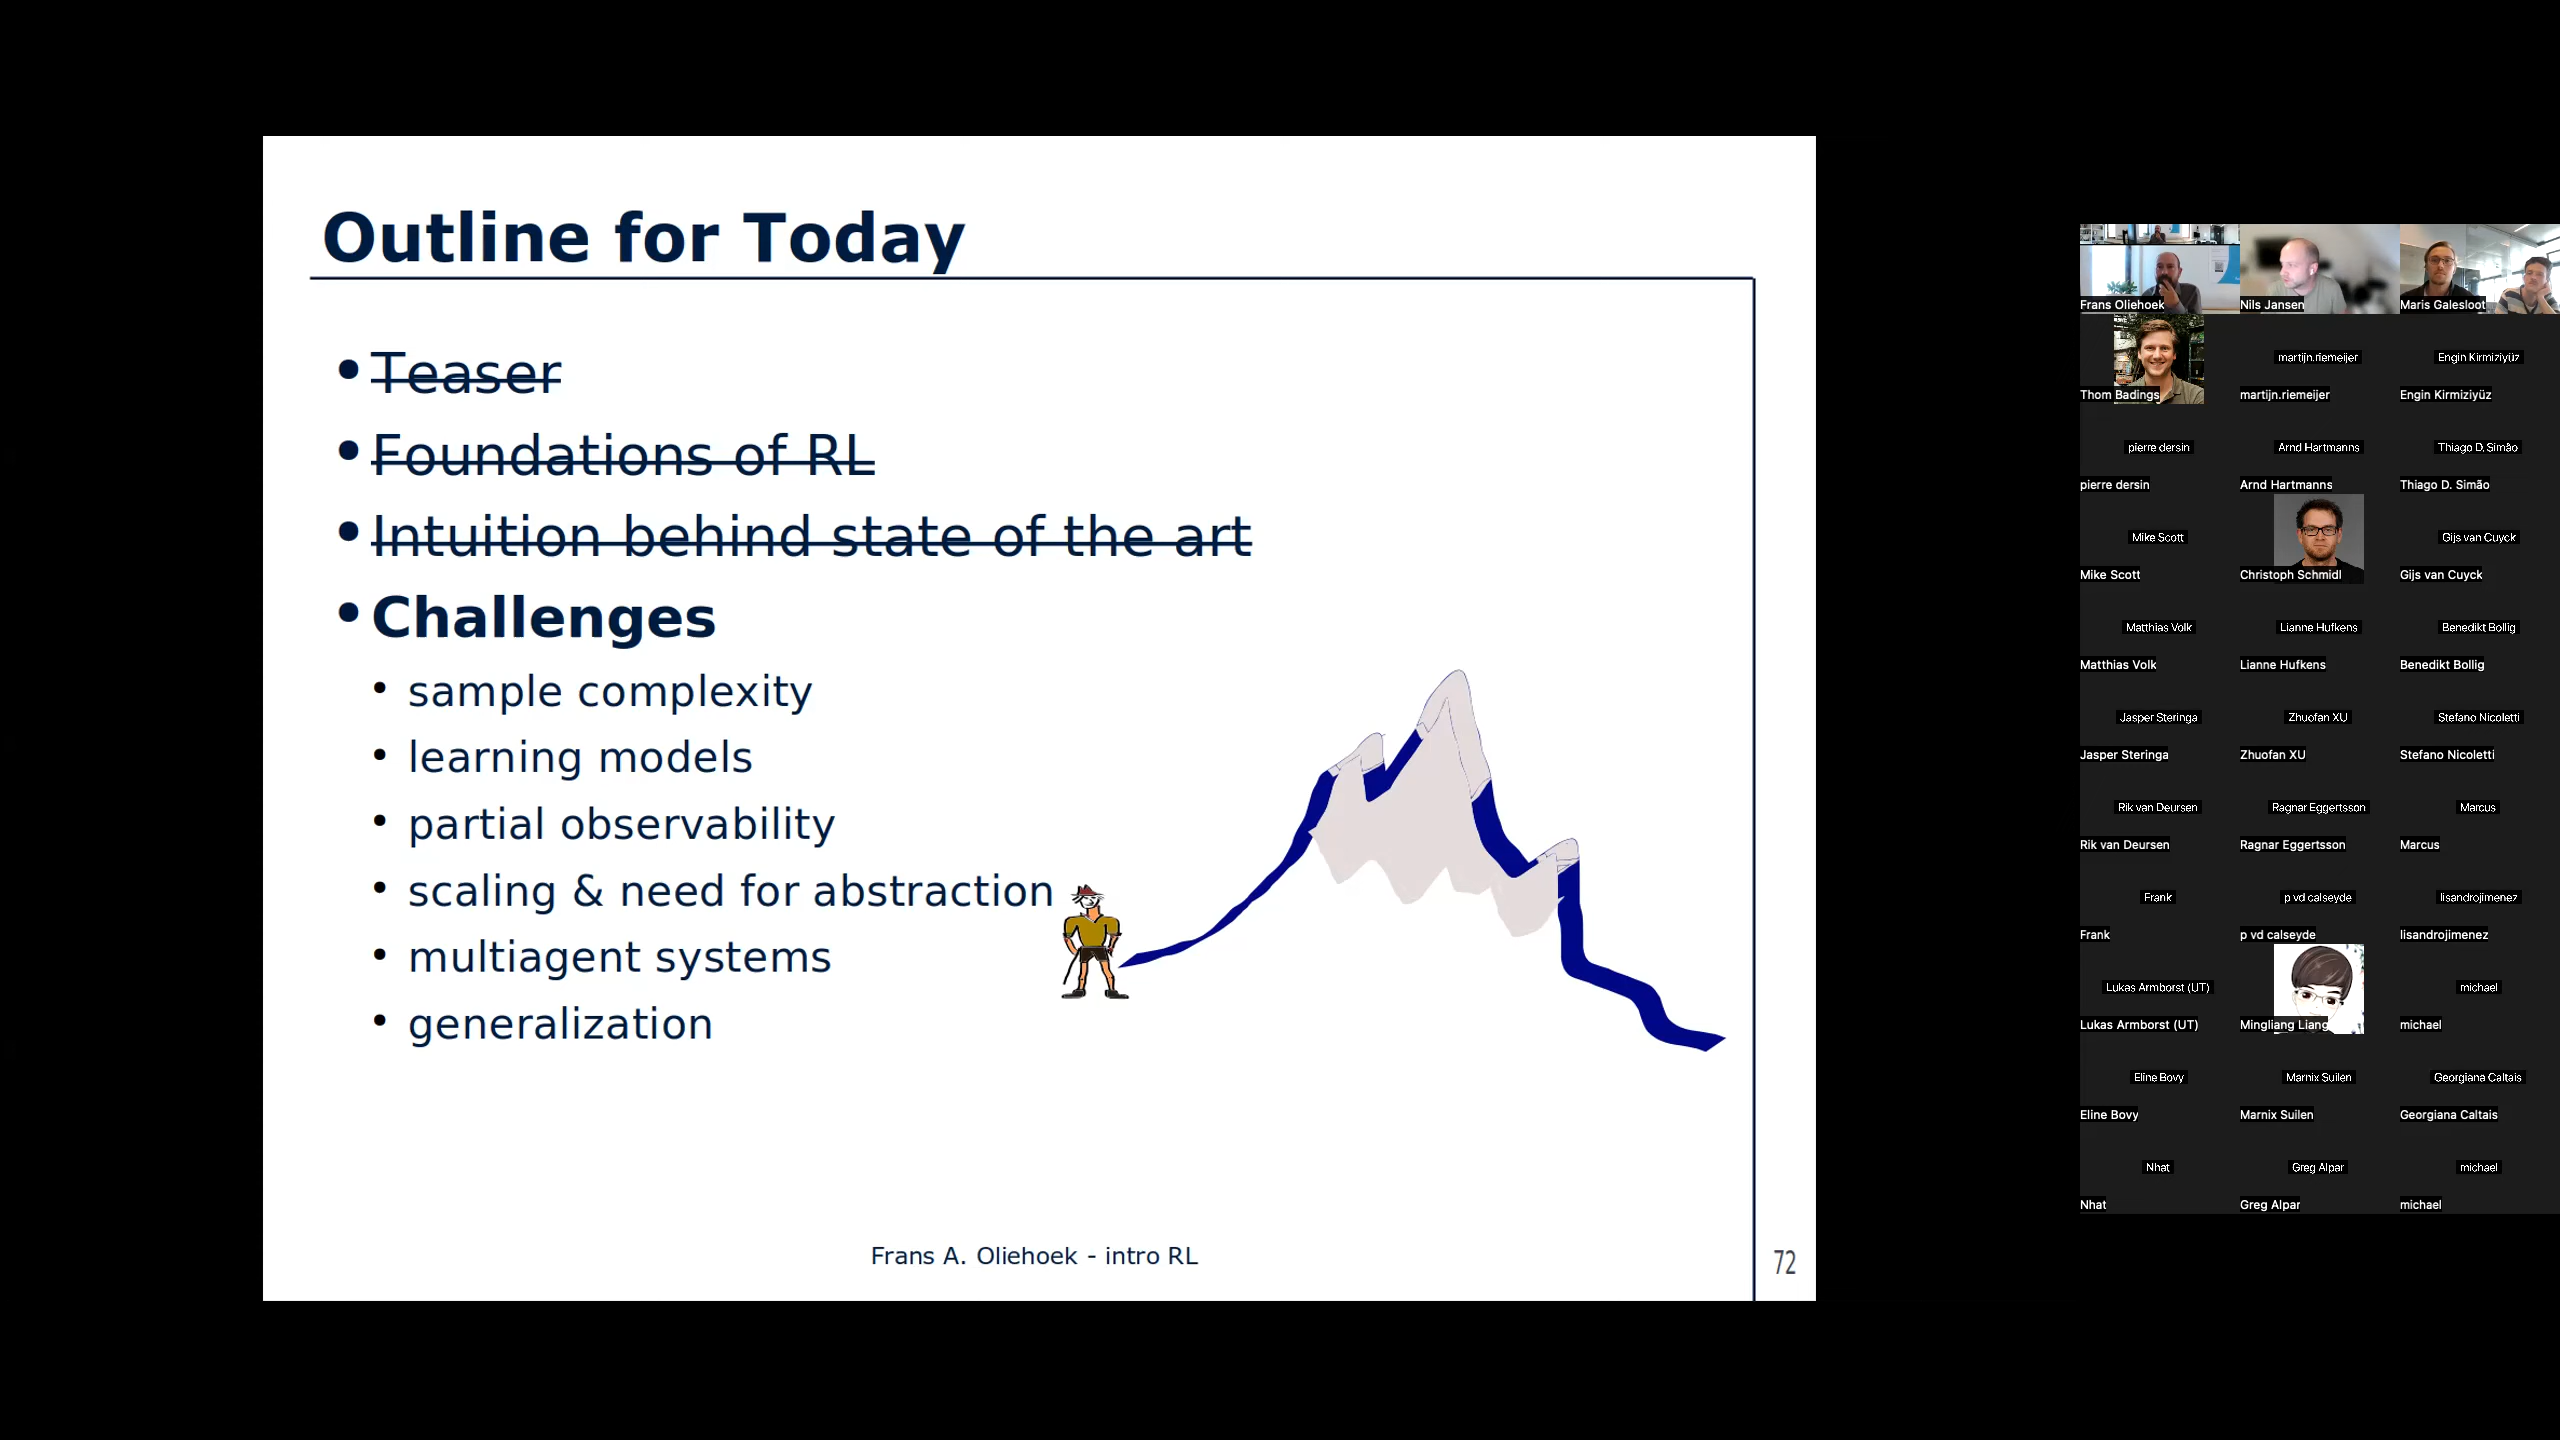 Outline for Today
• Teaser
• Foundations of RL
• Intuition behind state of the art
• Challenges
• sample complexity
• learning models
• partial observability
• scaling & need for abstraction
• multiagent systems
• generalization
Frans A. Oliehoek - intro RL
72
Frans Oliehoek
Nils Jansen
Maris Galesloot
martijn.riemeijer
Engin Kirmiziyüz
Thom Badings
martijn.riemeijer
Engin Kirmiziyüz
pierre dersin
Arnd Hartmanns
Thiago D. Simão
pierre dersin
Arnd Hartmanns
Thiago D. Simão
Mike Scott
Gijs van Cuyck
Mike Scott
Christoph Schmidl
Gijs van Cuyck
Matthias Volk
Lianne Hufkens
Benedikt Bollig
Matthias Volk
Lianne Hufkens
Benedikt Bollig
Jasper Steringa
Zhuofan XU
Stefano Nicoletti
Jasper Steringa
Zhuofan XU
Stefano Nicoletti
Rik van Deursen
Ragnar Eggertsson
Marcus
Rik van Deursen
Ragnar Eggertsson
Marcus
Frank
p vd calseyde
lisandrojimenez
Frank
p vd calseyde
lisandrojimenez
Lukas Armborst (UT)
michael
Lukas Armborst (UT)
Mingliang Liang
michael
Eline Bovy
Marnix Suilen
Georgiana Caltais
Eline Bovy
Marnix Suilen
Georgiana Caltais
Nhat
Greg Alpar
michael
Nhat
Greg Alpar
michael